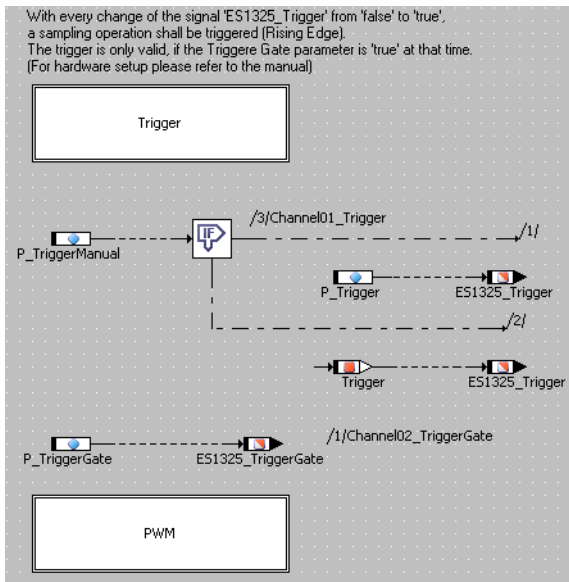 With every change of the signal 'ES1325_Trigger' from 'false' to 'true',
a sampling operation shall be triggered (Rising Edge).
The trigger is only valid, if the Triggere Gate parameter is 'true' at that time.
(For hardware setup please refer to the manual)
Trigger
/3/Channel01_Trigger
IF
/1/
P_TriggerManual
P_Trigger
ES1325_Trigger
/2/
Trigger
ES1325_Trigger
/1/Channel02_TriggerGate
P_TriggerGate
ES1325_TriggerGate
PWM